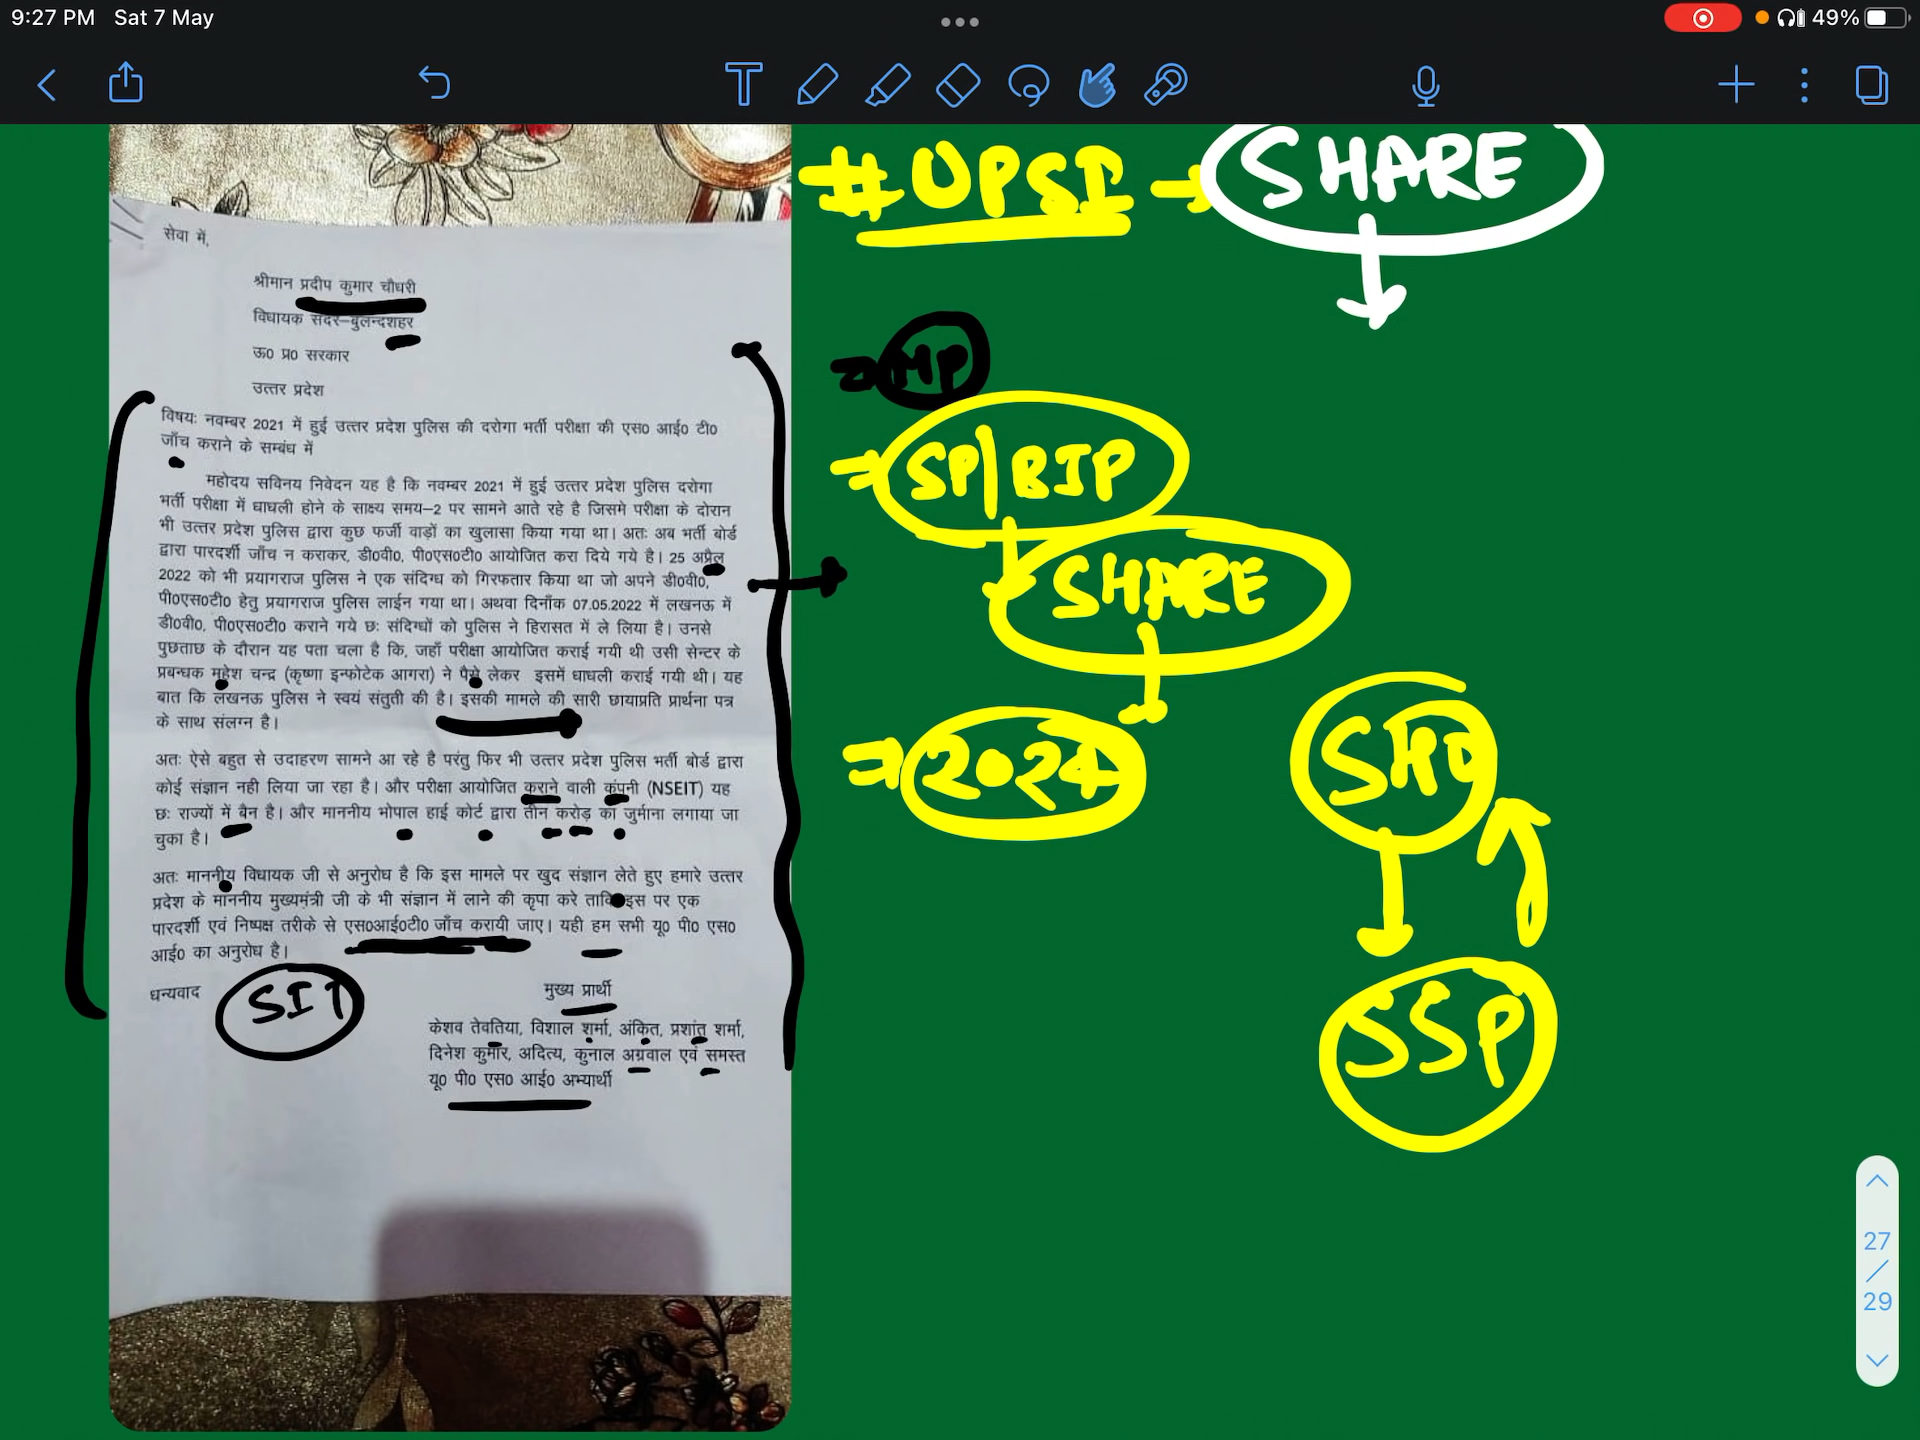 9:27 PM Sat 7 May
49%
#UPSI → SHARE
सेवा में,
श्रीमान प्रदीप कुमार चौधरी
विधायक सदर–बुलन्दशहर
ऊ0 प्र0 सरकार
उत्तर प्रदेश
विषयः नवम्बर 2021 में हुई उत्तर प्रदेश पुलिस की दरोगा भर्ती परीक्षा की एस0 आई0 टी0
जाँच कराने के सम्बंध में
महोदय सविनय निवेदन यह है कि नवम्बर 2021 में हुई उत्तर प्रदेश पुलिस दरोगा
भर्ती परीक्षा में धाधली होने के साक्ष्य समय–2 पर सामने आते रहे है जिसमे परीक्षा के दोरान
भी उत्तर प्रदेश पुलिस द्वारा कुछ फर्जी वाड़ों का खुलासा किया गया था। अतः अब भर्ती बोर्ड
द्वारा पारदर्शी जाँच न कराकर, डी0वी0, पी0एस0टी0 आयोजित करा दिये गये है। 25 अप्रैल
2022 को भी प्रयागराज पुलिस ने एक संदिग्ध को गिरफतार किया था जो अपने डी0वी0,
पी0एस0टी0 हेतु प्रयागराज पुलिस लाईन गया था। अथवा दिनाँक 07.05.2022 में लखनऊ में
डी0वी0, पी0एस0टी0 कराने गये छः संदिग्धों को पुलिस ने हिरासत में ले लिया है। उनसे
पुछताछ के दौरान यह पता चला है कि, जहाँ परीक्षा आयोजित कराई गयी थी उसी सेन्टर के
प्रबन्धक महेश चन्द्र (कृष्णा इन्फोटेक आगरा) ने पैसे लेकर इसमें धाधली कराई गयी थी। यह
बात कि लखनऊ पुलिस ने स्वयं संतुती की है। इसकी मामले की सारी छायाप्रति प्रार्थना पत्र
के साथ संलग्न है।
अतः ऐसे बहुत से उदाहरण सामने आ रहे है परंतु फिर भी उत्तर प्रदेश पुलिस भर्ती बोर्ड द्वारा
कोई संज्ञान नही लिया जा रहा है। और परीक्षा आयोजित कराने वाली कंपनी (NSEIT) यह
छः राज्यों में बैन है। और माननीय भोपाल हाई कोर्ट द्वारा तीन करोड़ का जुर्माना लगाया जा
चुका है।
अतः माननीय विधायक जी से अनुरोध है कि इस मामले पर खुद संज्ञान लेते हुए हमारे उत्तर
प्रदेश के माननीय मुख्यमंत्री जी के भी संज्ञान में लाने की कृपा करे ताकि इस पर एक
पारदर्शी एवं निष्पक्ष तरीके से एस0आई0टी0 जाँच करायी जाए। यही हम सभी यू0 पी0 एस0
आई0 का अनुरोध है।
धन्यवाद
SIT
मुख्य प्रार्थी
केशव तेवतिया, विशाल शर्मा, अंकित, प्रशांत शर्मा,
दिनेश कुमार, अदित्य, कुनाल अग्रवाल एवं समस्त
यू0 पी0 एस0 आई0 अभ्यार्थी
MP
SP|BJP
SHARE
2024
SHO
SSP
27
/
29